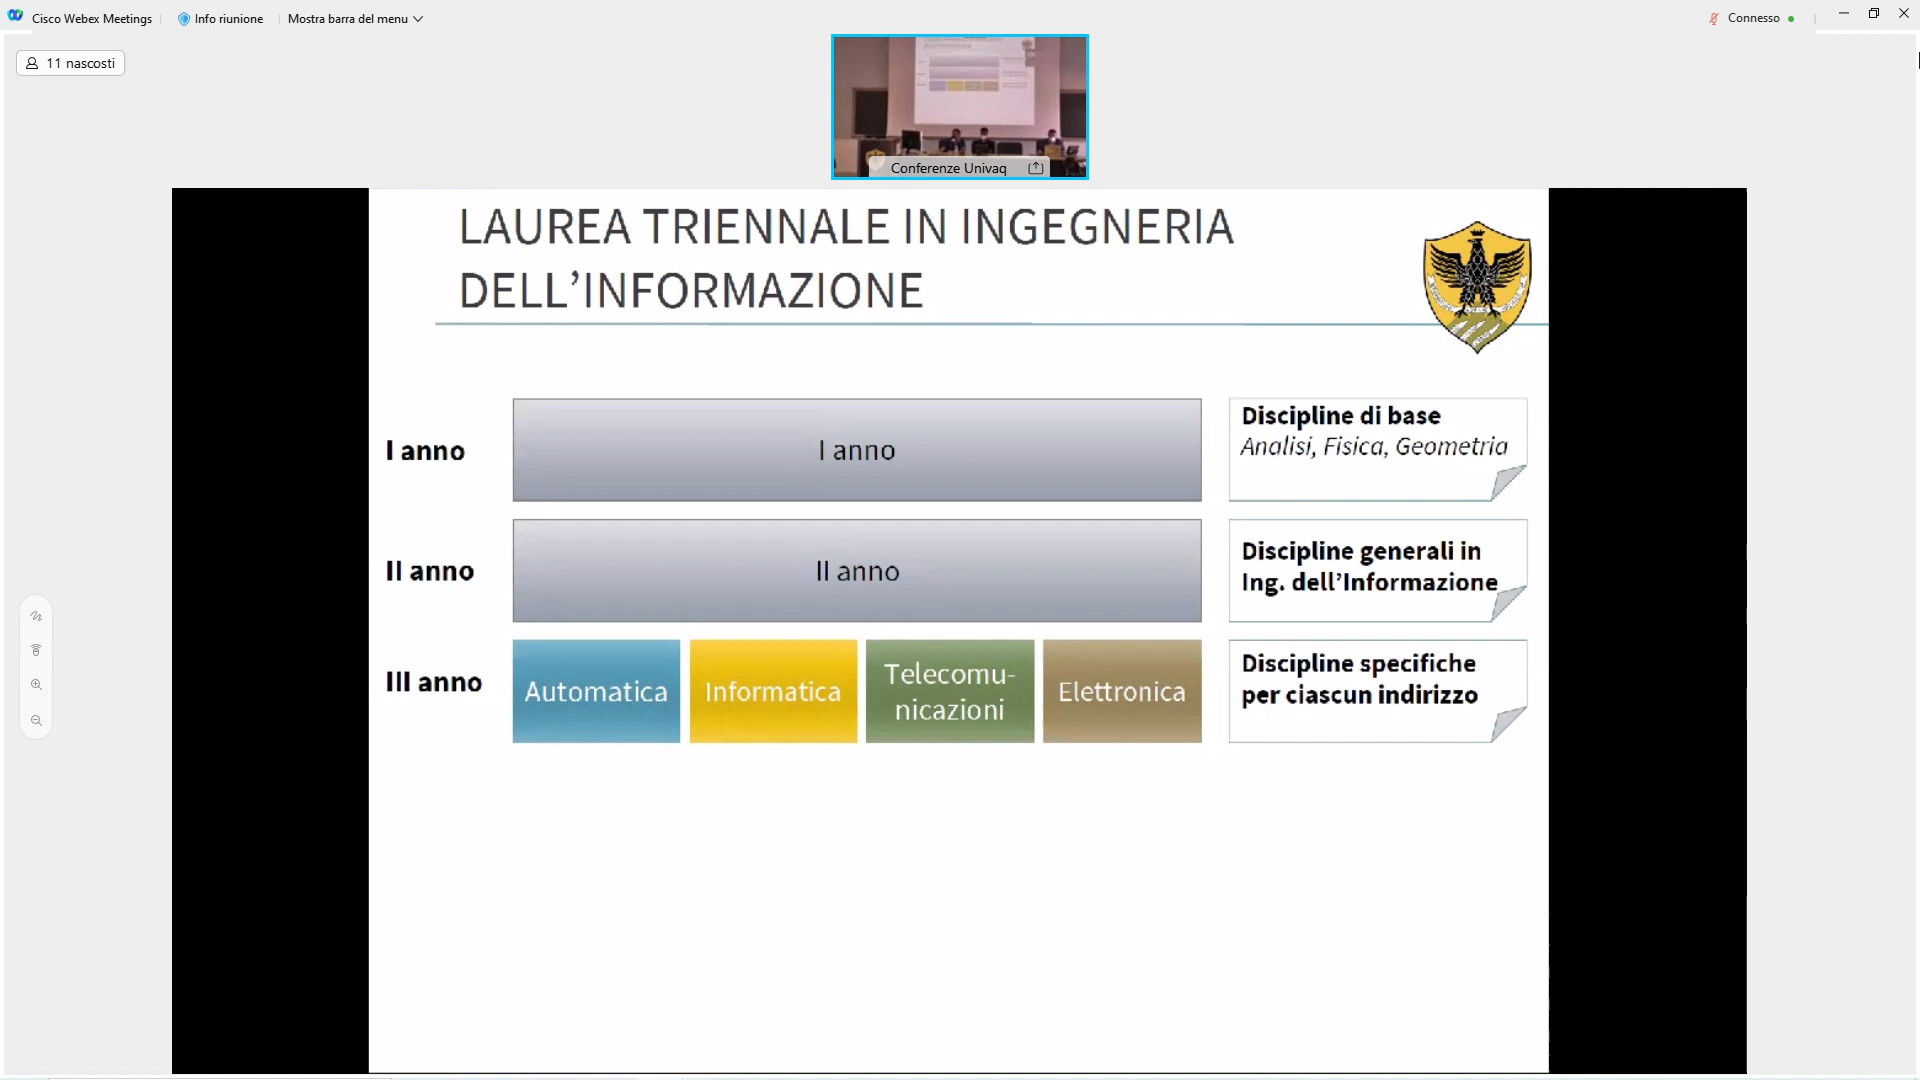 Cisco Webex Meetings
Info riunione
Mostra barra del menu
Connesso
11 nascosti
Conferenze Univaq
LAUREA TRIENNALE IN INGEGNERIA
DELL’INFORMAZIONE
I anno
I anno
Discipline di base
Analisi, Fisica, Geometria
II anno
II anno
Discipline generali in
Ing. dell’Informazione
III anno
Automatica
Informatica
Telecomu-
nicazioni
Elettronica
Discipline specifiche
per ciascun indirizzo